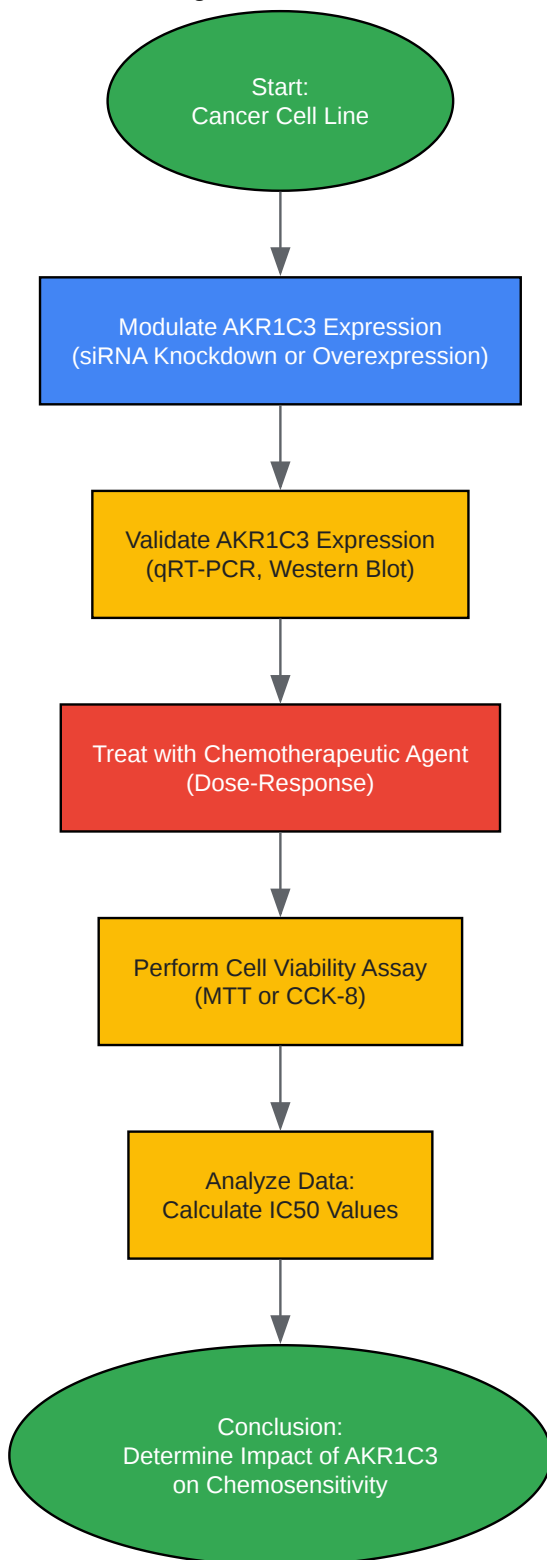 Start:
Cancer Cell Line
Modulate AKR1C3 Expression
(siRNA Knockdown or Overexpression)
Validate AKR1C3 Expression
(qRT-PCR, Western Blot)
Treat with Chemotherapeutic Agent
(Dose-Response)
Perform Cell Viability Assay
(MTT or CCK-8)
Analyze Data:
Calculate IC50 Values
Conclusion:
Determine Impact of AKR1C3
on Chemosensitivity